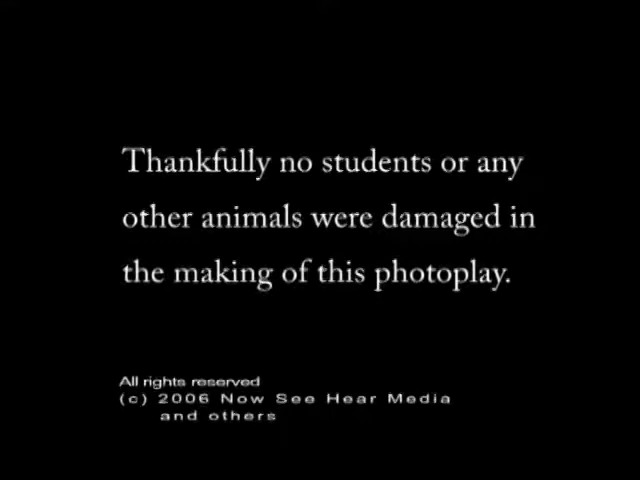 Thankfully no students or any
other animals were damaged in
the making of this photoplay.
All rights reserved
(c) 2006 Now See Hear Media
and others